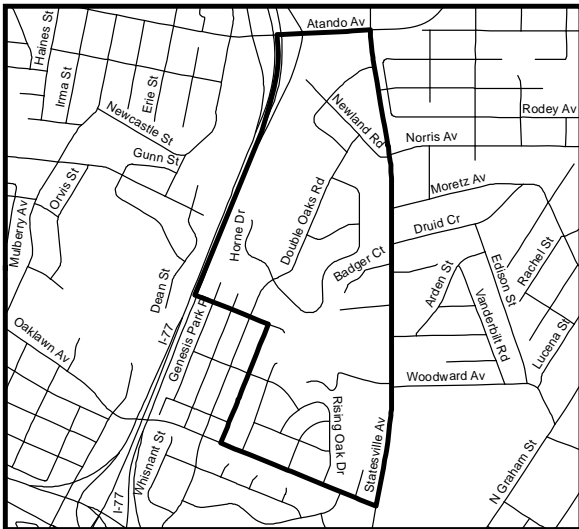 Atando Av
Haines St
Irma St
Erie St
Newcastle St
Gunn St
Orvis St
Mulberry Av
Newland Rd
Rodey Av
Norris Av
Moretz Av
Druid Cr
Double Oaks Rd
Horne Dr
Badger Ct
Edison St
Rachel St
Arden St
Vanderbilt Rd
Lucena St
Dean St
I-77
Genesis Park
Oaklawn Av
Woodward Av
Rising Oak Dr
Statesville Av
N Graham St
Whisnant St
I-77